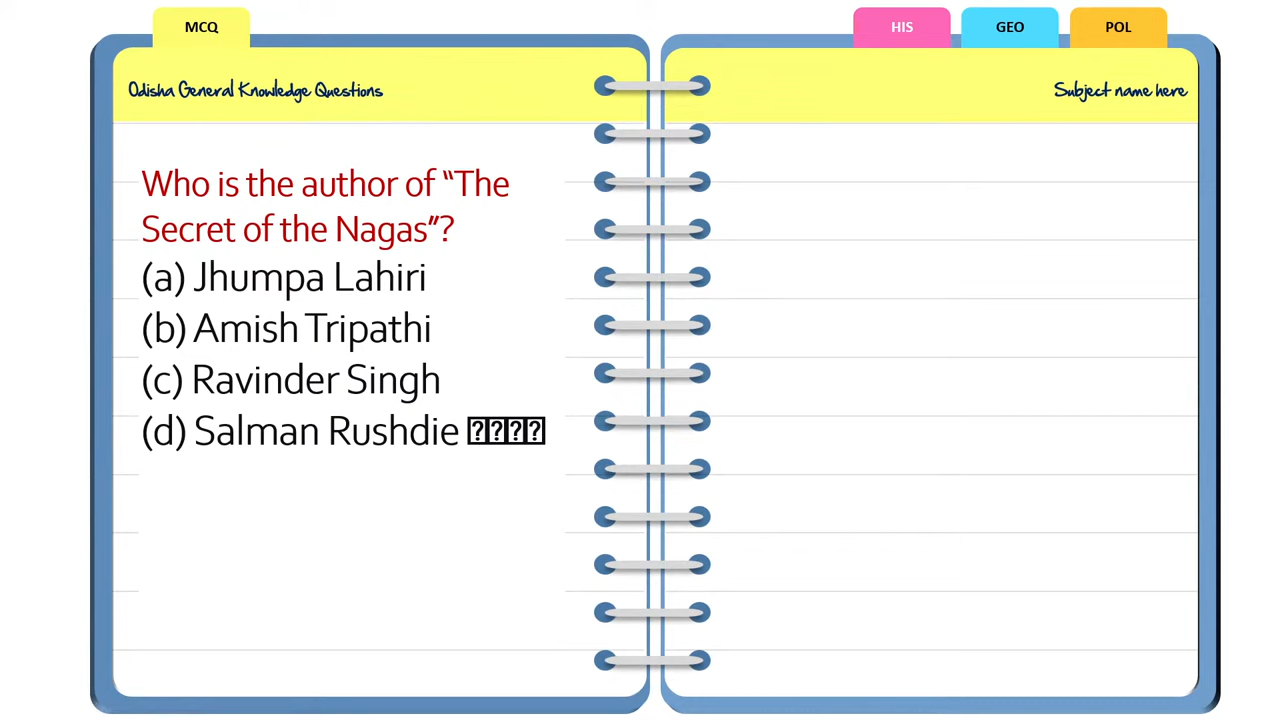 MCQ
HIS
GEO
POL
Odisha General Knowledge Questions
Subject name here
Who is the author of “The
Secret of the Nagas”?
(a) Jhumpa Lahiri
(b) Amish Tripathi
(c) Ravinder Singh
(d) Salman Rushdie